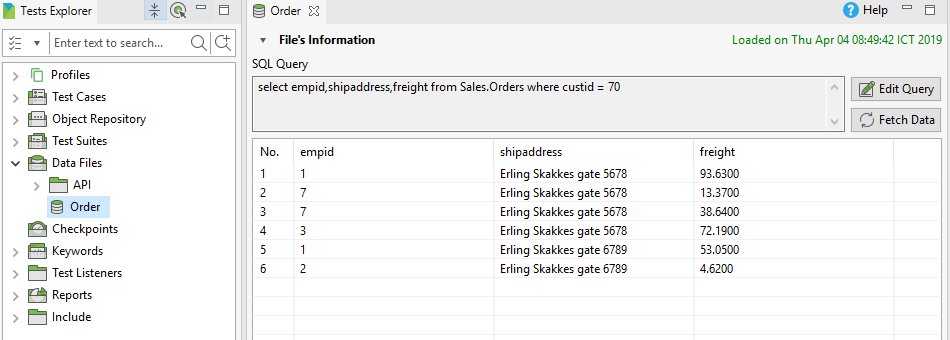 Tests Explorer
Enter text to search...
Profiles
Test Cases
Object Repository
Test Suites
Data Files
API
Order
Checkpoints
Keywords
Test Listeners
Reports
Include
Order
Help
File's Information
Loaded on Thu Apr 04 08:49:42 ICT 2019
SQL Query
select empid,shipaddress,freight from Sales.Orders where custid = 70
Edit Query
Fetch Data
No. empid shipaddress freight
1 1 Erling Skakkes gate 5678 93.6300
2 7 Erling Skakkes gate 5678 13.3700
3 7 Erling Skakkes gate 5678 38.6400
4 3 Erling Skakkes gate 5678 72.1900
5 1 Erling Skakkes gate 6789 53.0500
6 2 Erling Skakkes gate 6789 4.6200